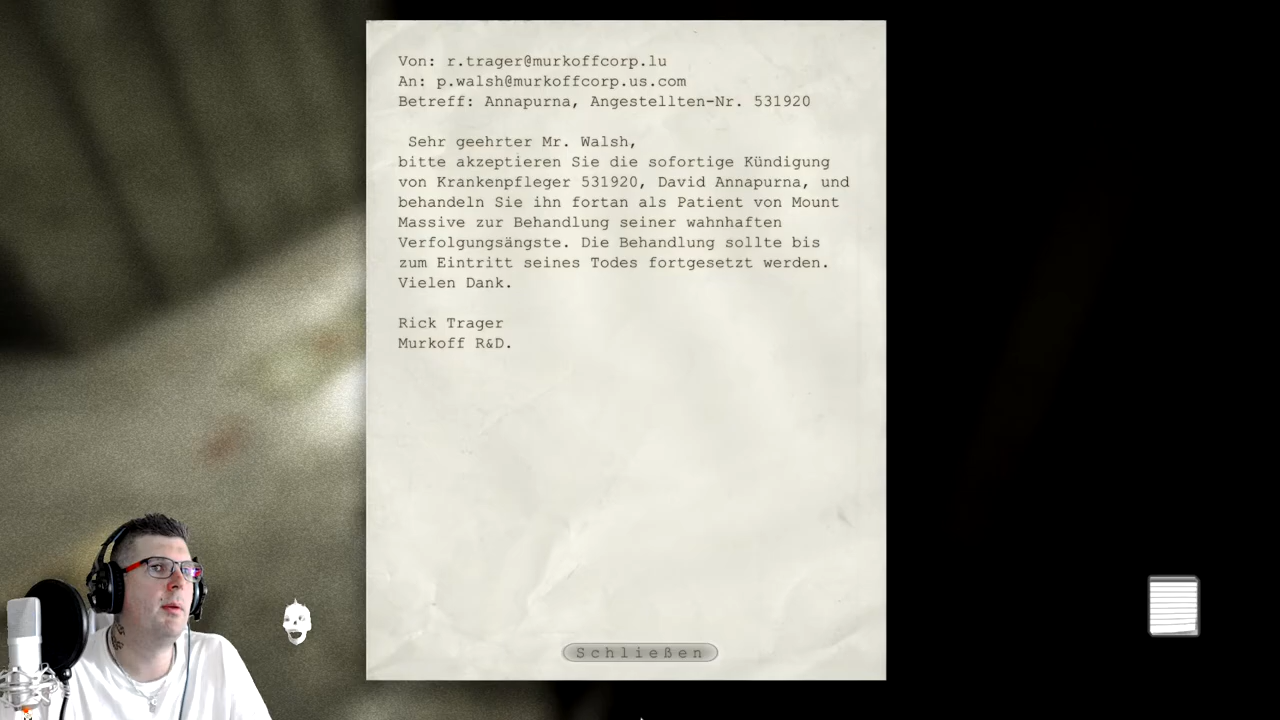 Von: r.trager@murkoffcorp.lu
An: p.walsh@murkoffcorp.us.com
Betreff: Annapurna, Angestellten-Nr. 531920
Sehr geehrter Mr. Walsh,
bitte akzeptieren Sie die sofortige Kündigung
von Krankenpfleger 531920, David Annapurna, und
behandeln Sie ihn fortan als Patient von Mount
Massive zur Behandlung seiner wahnhaften
Verfolgungsängste. Die Behandlung sollte bis
zum Eintritt seines Todes fortgesetzt werden.
Vielen Dank.
Rick Trager
Murkoff R&D.
Schließen